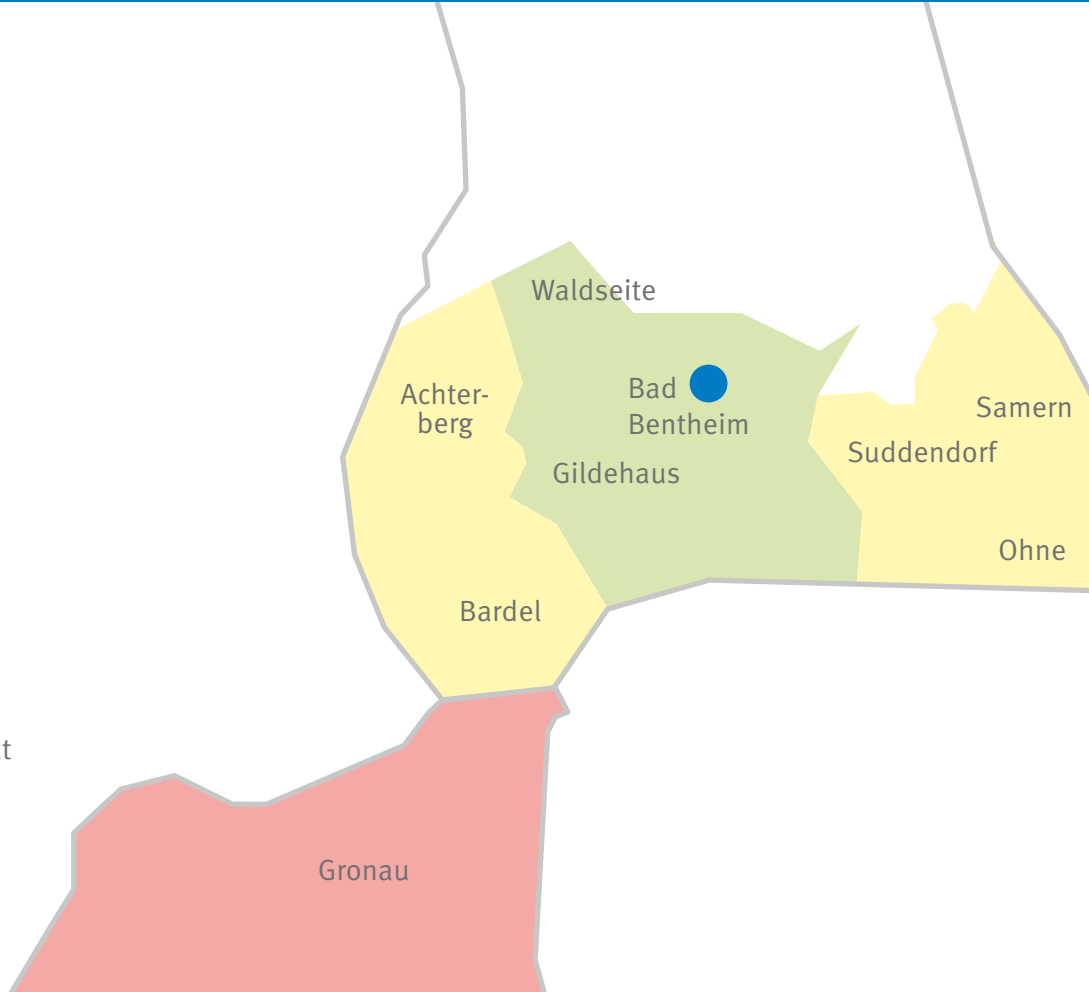 Waldseite
Bad
Bentheim
Achter-
berg
Samern
Suddendorf
Gildehaus
Ohne
Bardel
Gronau